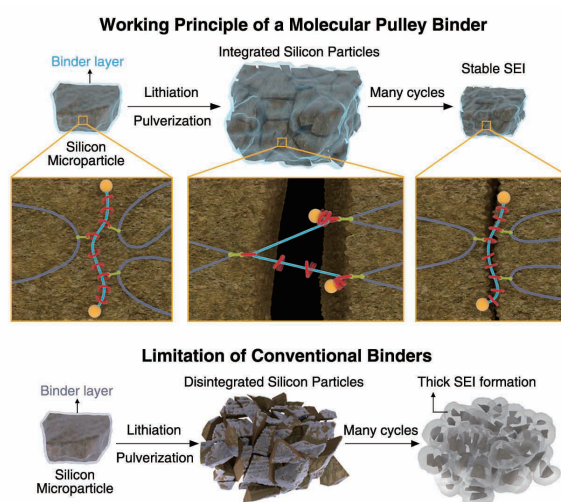 Working Principle of a Molecular Pulley Binder
Integrated Silicon Particles
Binder layer
Stable SEI
Lithiation
Many cycles
Pulverization
Silicon
Microparticle
Limitation of Conventional Binders
Disintegrated Silicon Particles
Thick SEI formation
Binder layer
Lithiation
Many cycles
Pulverization
Silicon
Microparticle